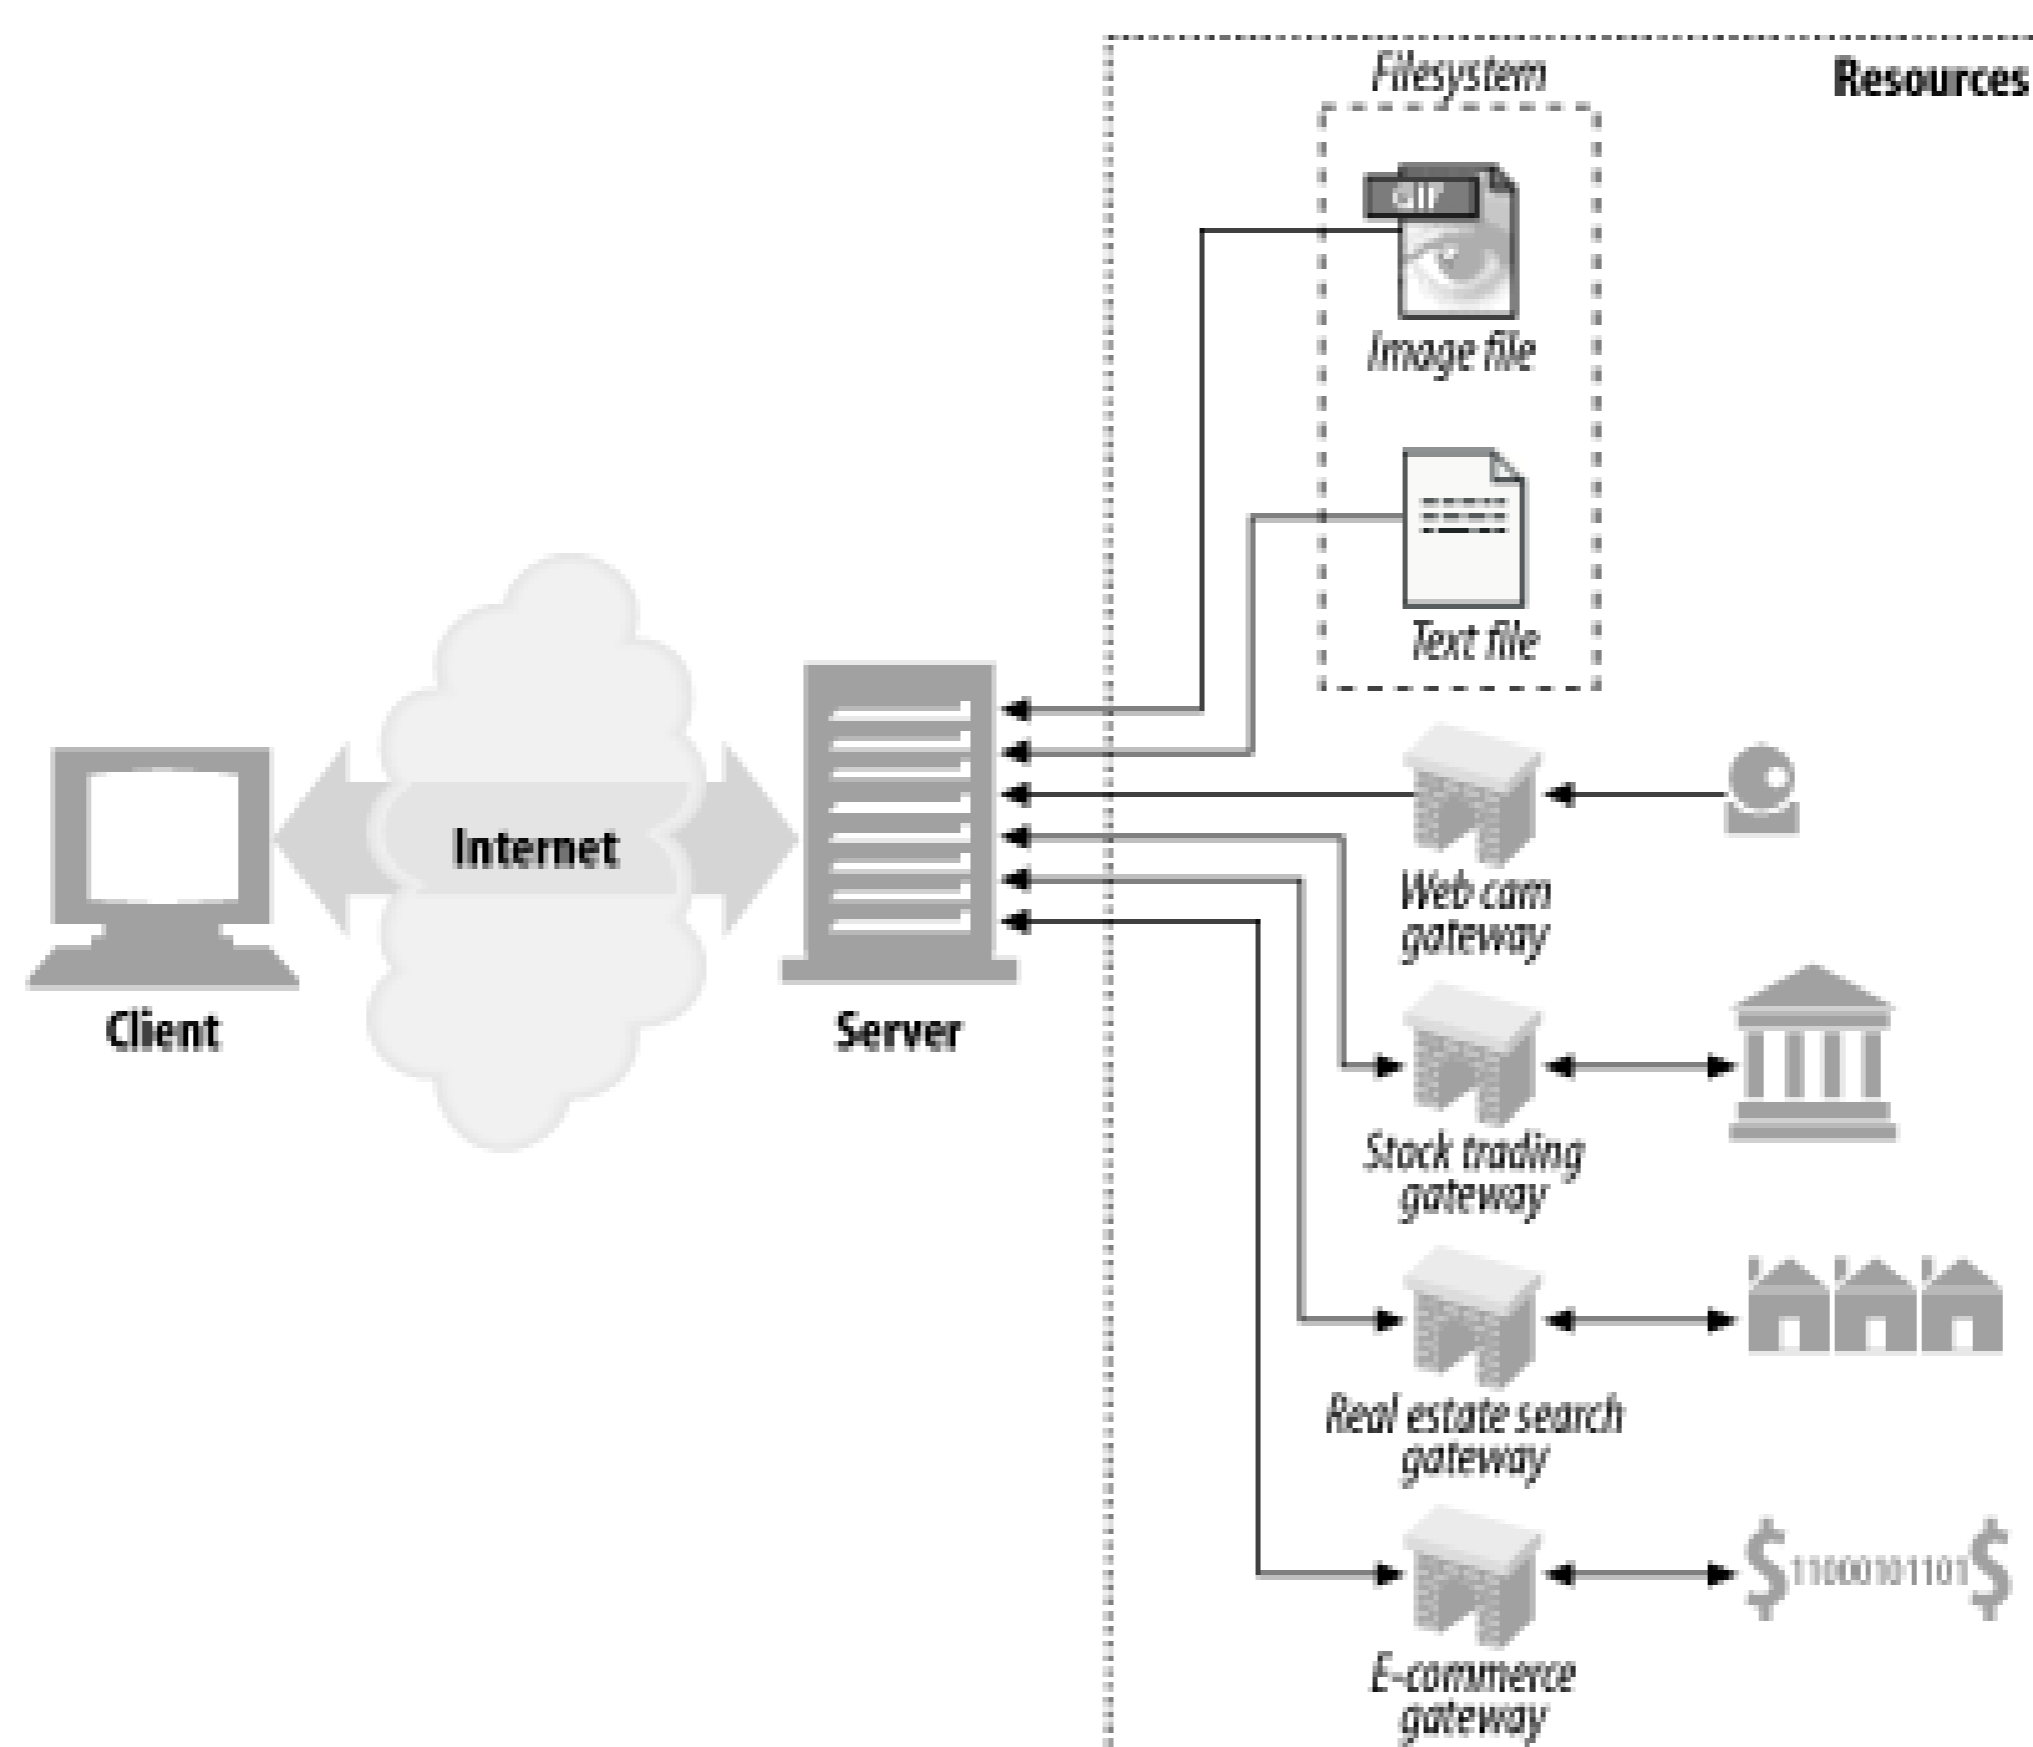 Filesystem
Resources
GIF
Image file
Text file
Internet
Client
Server
Web cam
gateway
Stock trading
gateway
Real estate search
gateway
$11000101101$
E-commerce
gateway